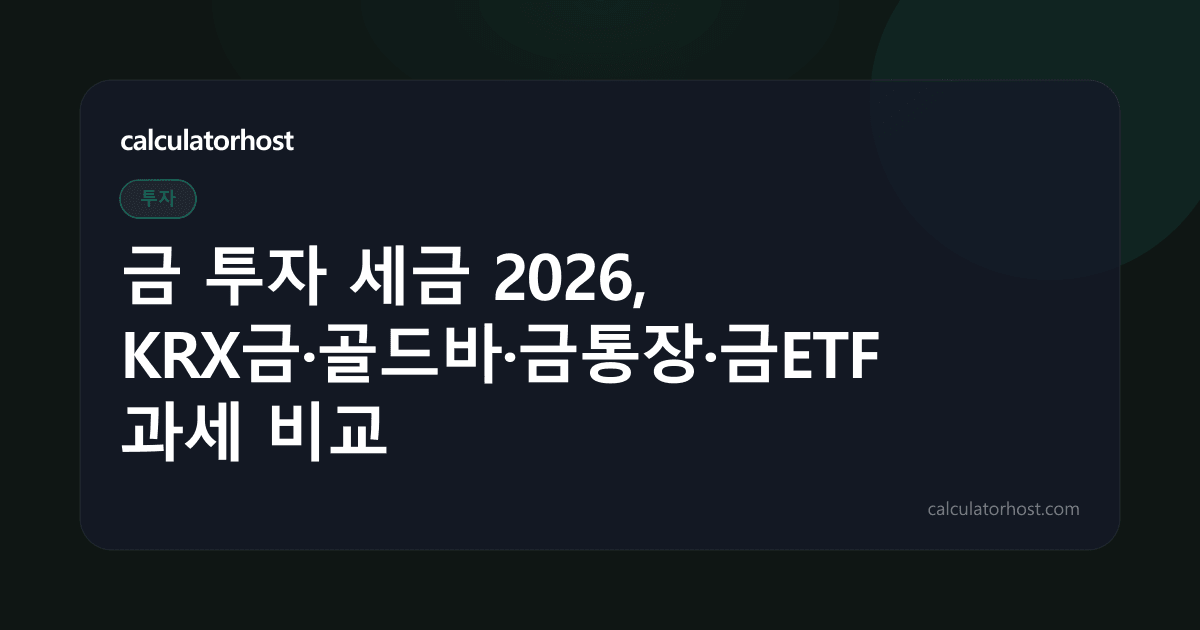 calculatorhost
투자
금 투자 세금 2026,
KRX금·골드바·금통장·금ETF
과세 비교
calculatorhost.com